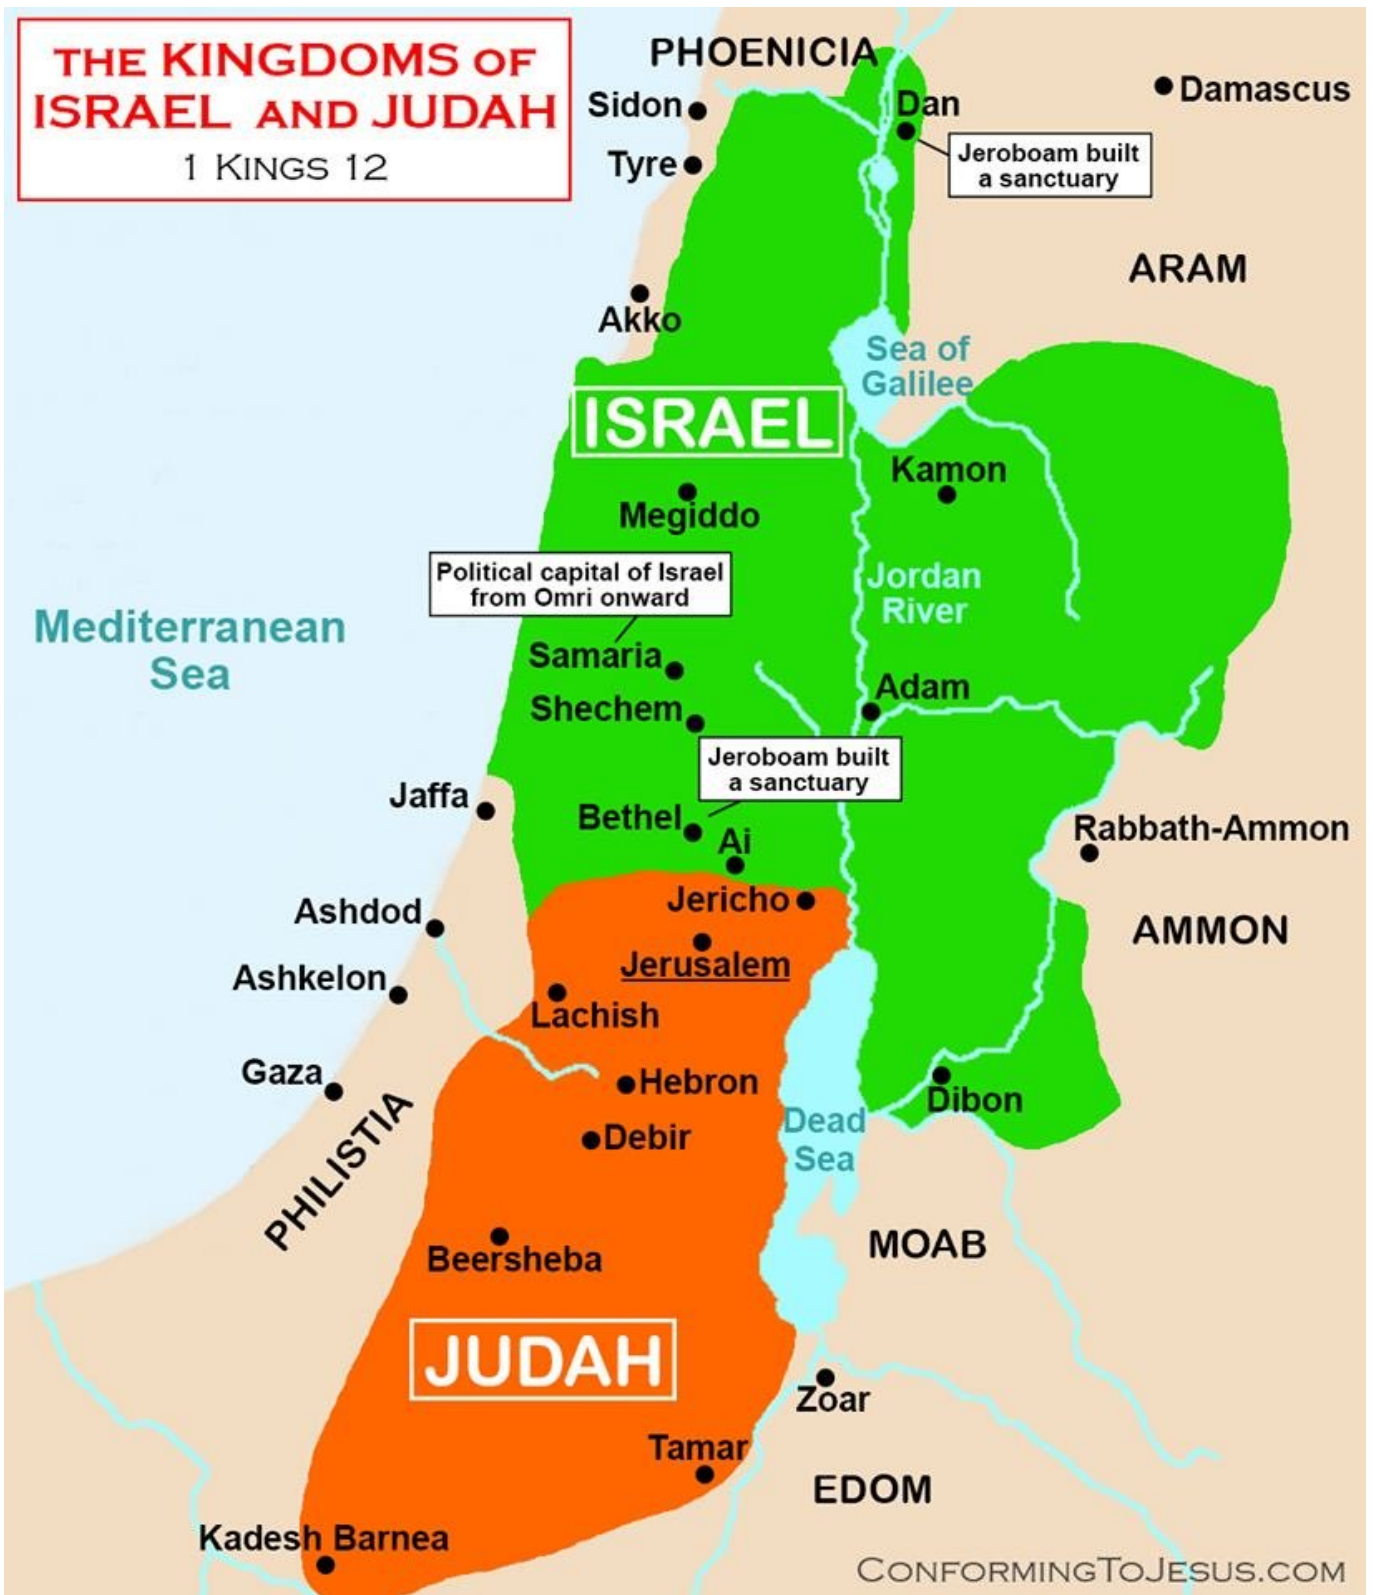 THE KINGDOMS OF
ISRAEL AND JUDAH
1 KINGS 12
PHOENICIA
Sidon
Dan
Damascus
Jeroboam built
a sanctuary
Tyre
ARAM
Akko
Sea of
Galilee
ISRAEL
Kamon
Megiddo
Political capital of Israel
from Omri onward
Jordan
River
Mediterranean
Sea
Samaria
Adam
Shechem
Jeroboam built
a sanctuary
Jaffa
Bethel
Ai
Rabbath-Ammon
Jericho
Ashdod
AMMON
Jerusalem
Ashkelon
Lachish
Gaza
Hebron
Dibon
PHILISTIA
Debir
Dead
Sea
MOAB
Beersheba
JUDAH
Zoar
Tamar
EDOM
Kadesh Barnea
CONFORMINGTOJESUS.COM